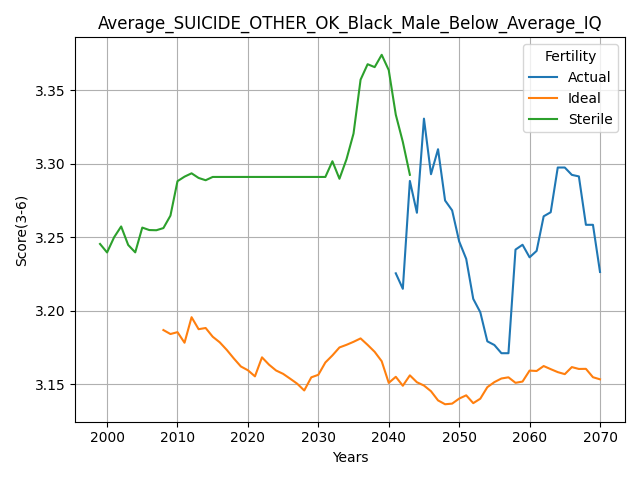 Average_SUICIDE_OTHER_OK_Black_Male_Below_Average_IQ
Score(3-6)
3.35
3.30
3.25
3.20
3.15
Fertility
Actual
Ideal
Sterile
2000 2010 2020 2030 2040 2050 2060 2070
Years